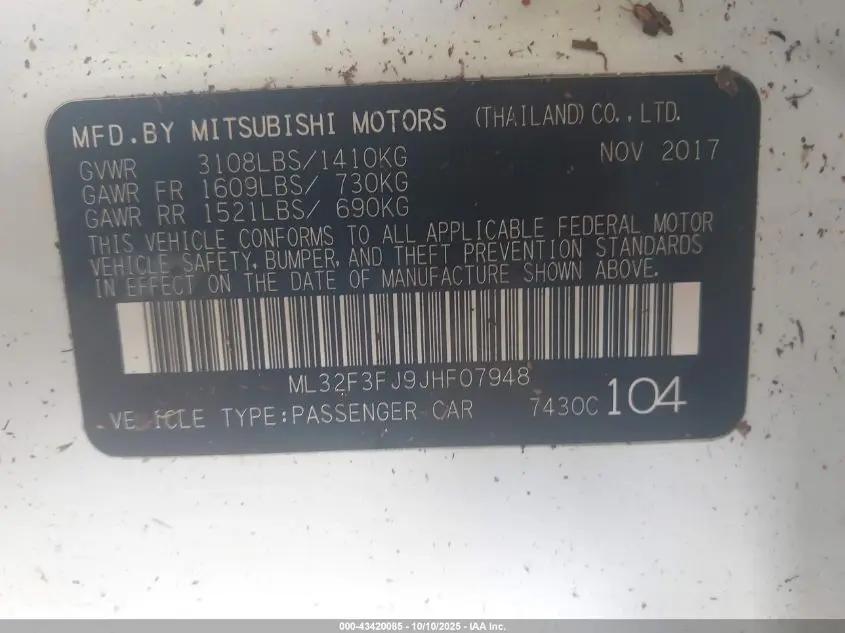 MFD.BY MITSUBISHI MOTORS (THAILAND) CO., LTD.
GVWR 3108LBS/1410KG NOV 2017
GAWR FR 1609LBS/ 730KG
GAWR RR 1521LBS/ 690KG
THIS VEHICLE CONFORMS TO ALL APPLICABLE FEDERAL MOTOR
VEHICLE SAFETY, BUMPER, AND THEFT PREVENTION STANDARDS
IN EFFECT ON THE DATE OF MANUFACTURE SHOWN ABOVE.
ML32F3FJ9JHF07948
VEHICLE TYPE:PASSENGER CAR 7430C 104
000-43420085 - 10/10/2025 - IAA Inc.